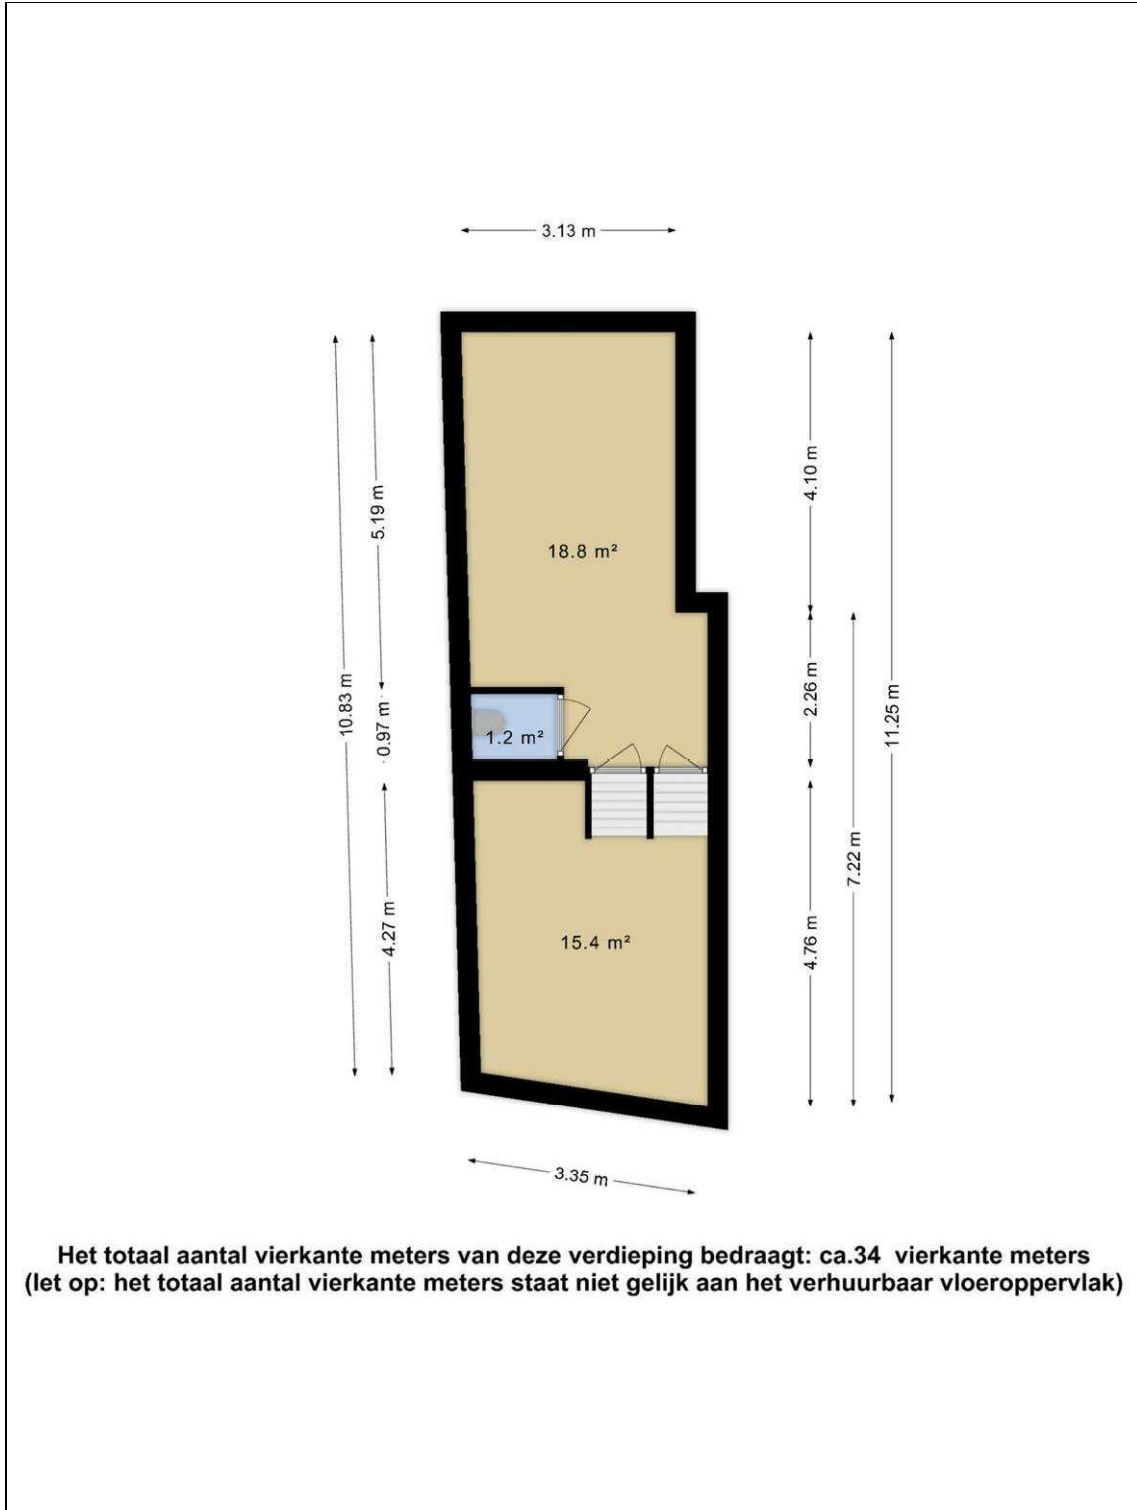 3.13 m
10.83 m
5.19 m
0.97 m
4.27 m
18.8 m²
1.2 m²
15.4 m²
4.10 m
2.26 m
4.76 m
7.22 m
11.25 m
3.35 m
Het totaal aantal vierkante meters van deze verdieping bedraagt: ca.34 vierkante meters
(let op: het totaal aantal vierkante meters staat niet gelijk aan het verhuurbaar vloeroppervlak)